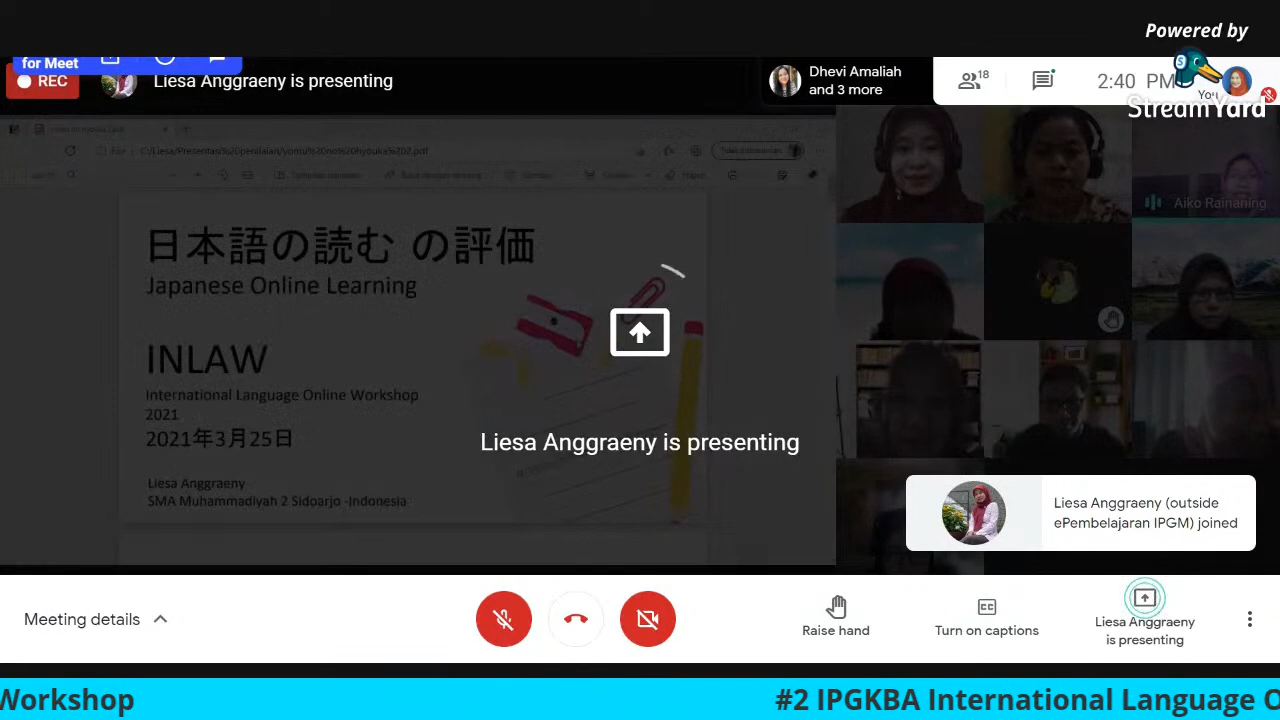 Powered by
StreamYard
for Meet
REC
Liesa Anggraeny is presenting
Dhevi Amaliah
and 3 more
18
2:40 PM
You
Aiko Rainaning
日本語の読む の評価
Japanese Online Learning
INLAW
International Language Online Workshop
2021
2021年3月25日
Liesa Anggraeny
SMA Muhammadiyah 2 Sidoarjo -Indonesia
Liesa Anggraeny is presenting
Liesa Anggraeny (outside
ePembelajaran IPGM) joined
Meeting details
Raise hand
Turn on captions
Liesa Anggraeny
is presenting
Workshop
#2 IPGKBA International Language O